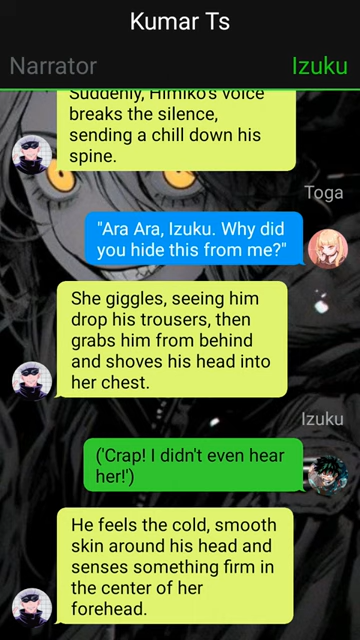 Kumar Ts
Narrator
Izuku
Suddenly, Himiko's voice
breaks the silence,
sending a chill down his
spine.
Toga
"Ara Ara, Izuku. Why did
you hide this from me?"
She giggles, seeing him
drop his trousers, then
grabs him from behind
and shoves his head into
her chest.
Izuku
('Crap! I didn't even hear
her!')
He feels the cold, smooth
skin around his head and
senses something firm in
the center of her
forehead.